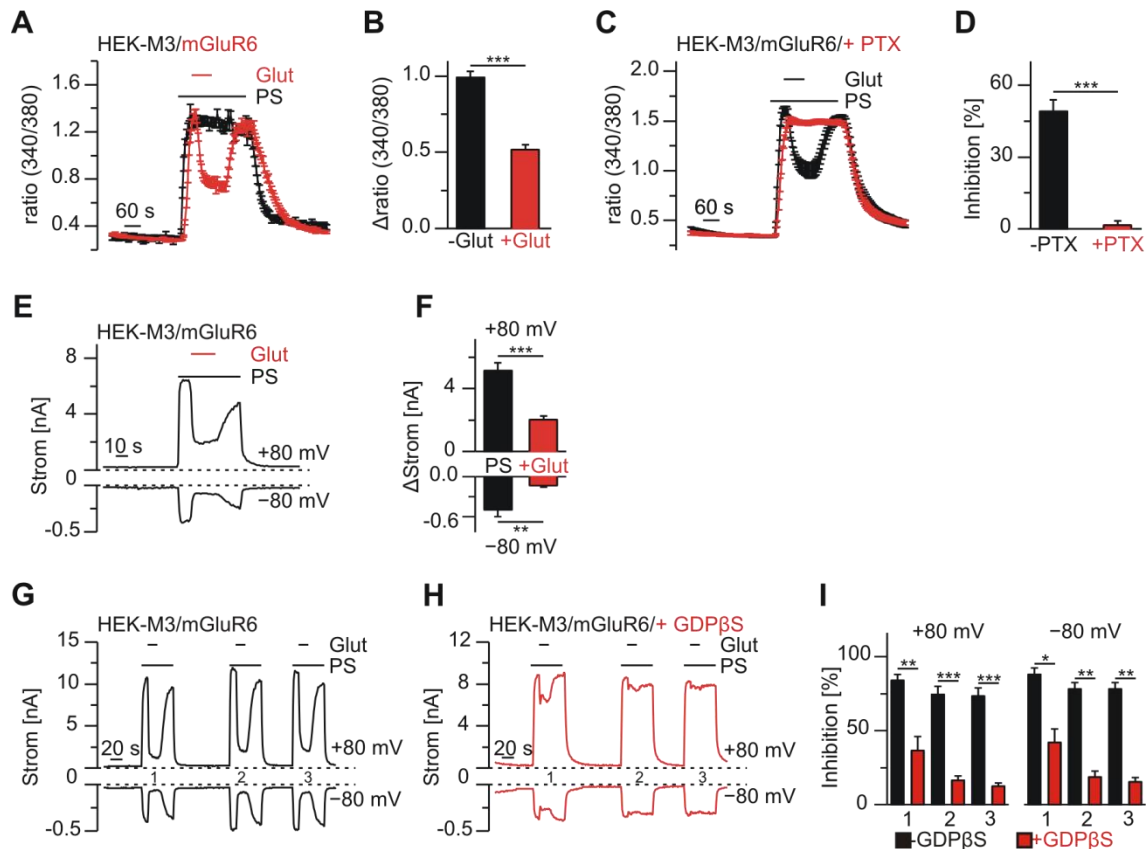 A
HEK-M3/mGluR6
Glut
PS
ratio (340/380)
1.6
1.2
0.8
0.4
60 s
B
***
Δratio (340/380)
1.0
0.5
0.0
-Glut +Glut
C
HEK-M3/mGluR6/+ PTX
Glut
PS
ratio (340/380)
2.0
1.5
1.0
0.5
60 s
D
***
Inhibition [%]
60
30
0
-PTX +PTX
E
HEK-M3/mGluR6
Glut
PS
Strom [nA]
8
4
0
-0.5
10 s
+80 mV
−80 mV
F
+80 mV
***
ΔStrom [nA]
4
0
PS +Glut
0.0
-0.6
**
−80 mV
G
HEK-M3/mGluR6
Glut
PS
Strom [nA]
15
10
5
0
-0.5
20 s
+80 mV
1 2 3
−80 mV
H
HEK-M3/mGluR6/+ GDPβS
Glut
PS
Strom [nA]
12
8
4
0
-0.5
20 s
+80 mV
1 2 3
−80 mV
I
+80 mV −80 mV
Inhibition [%]
100
50
0
** *** *** * ** **
1 2 3 1 2 3
-GDPβS +GDPβS